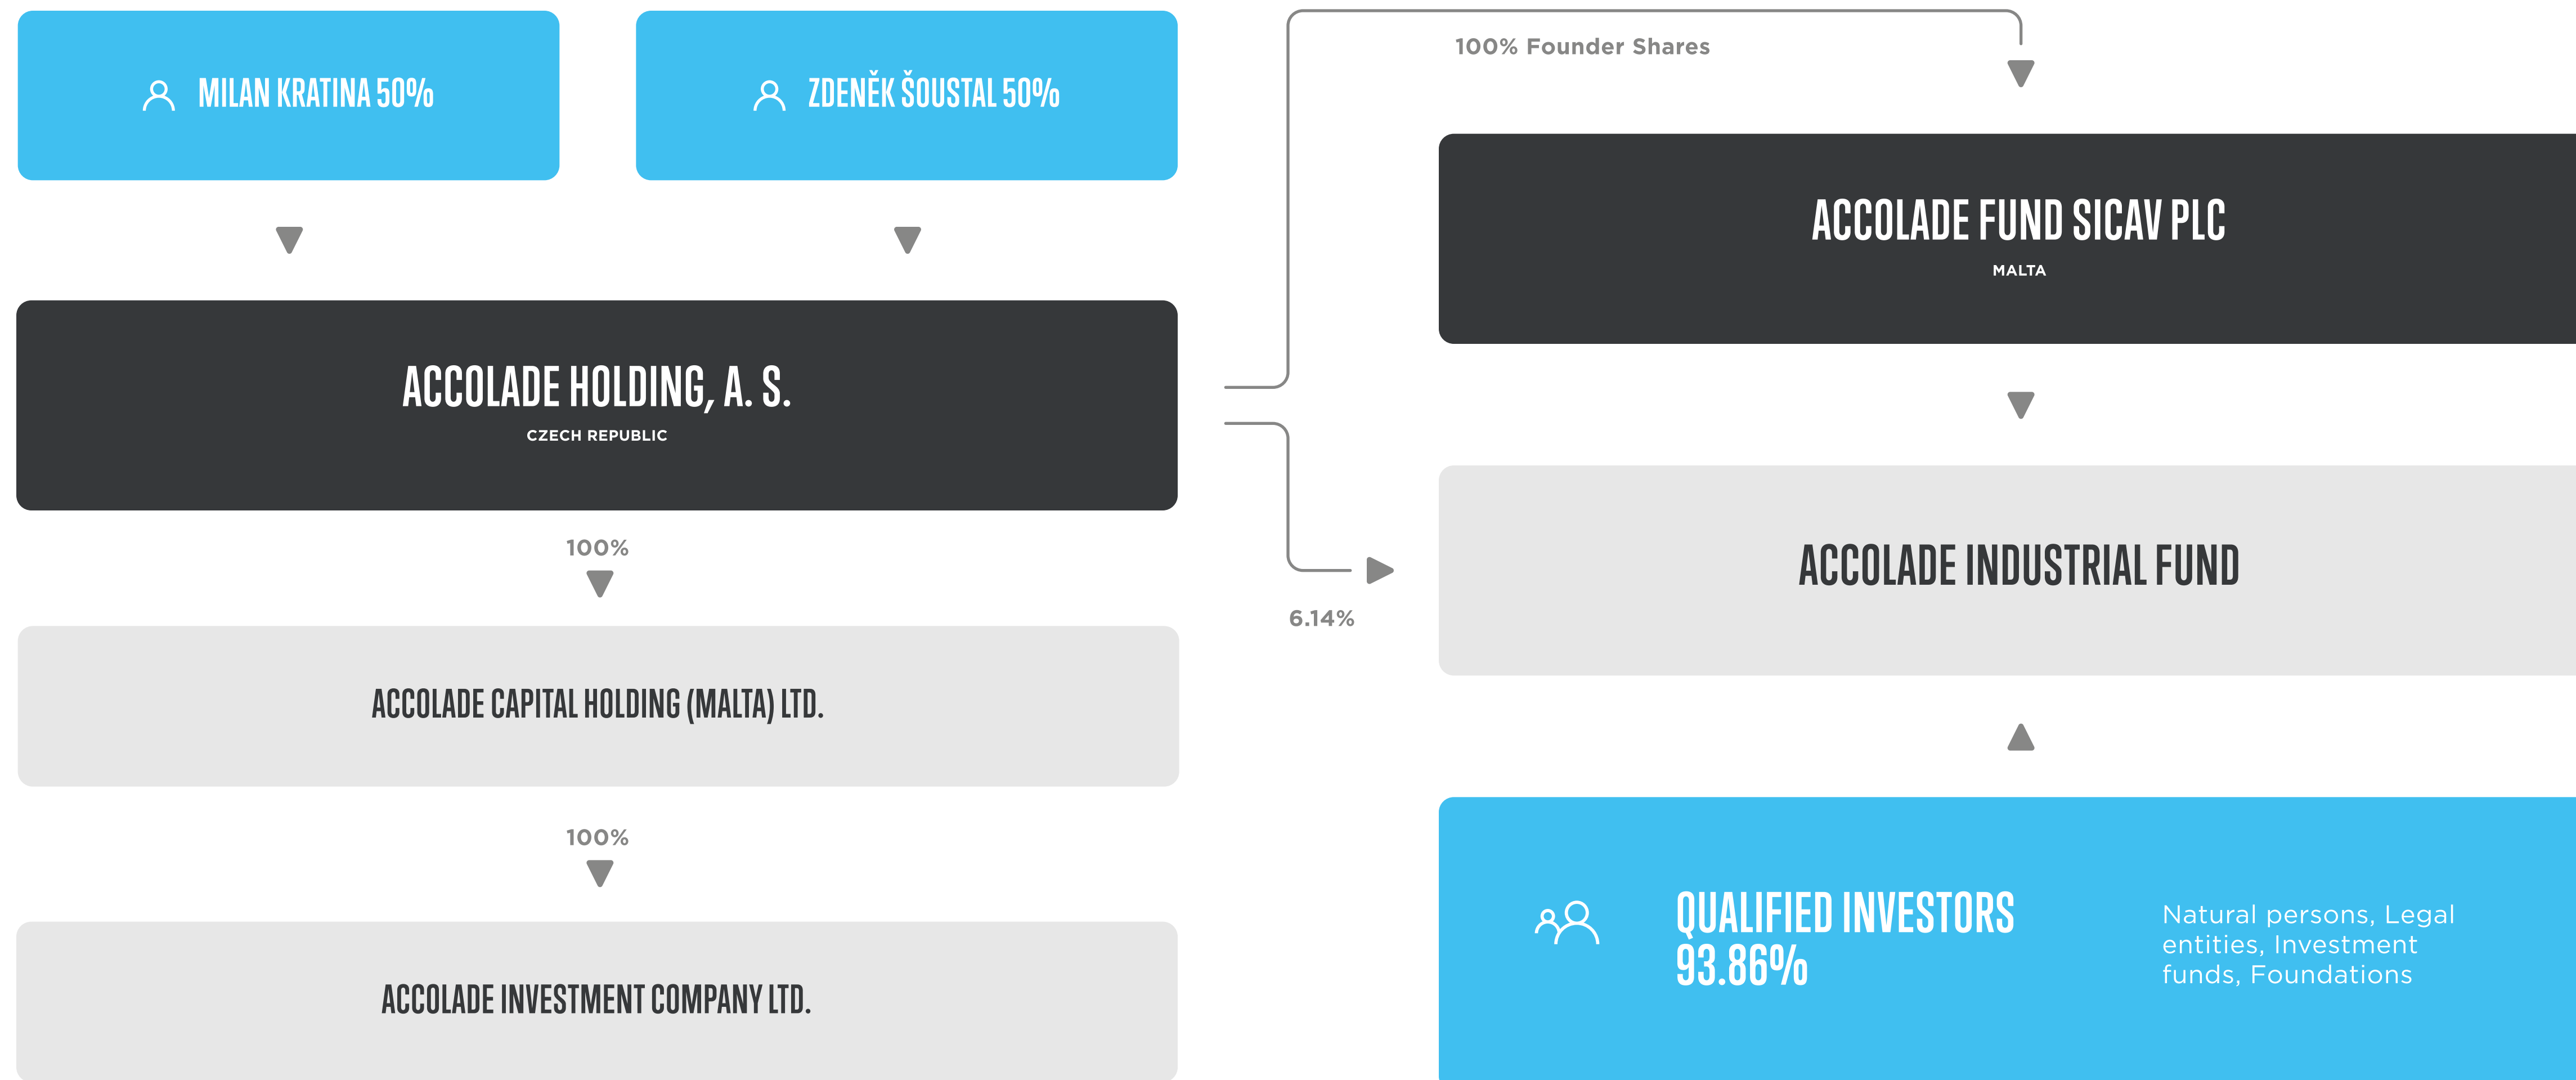 MILAN KRATINA 50%
ZDENĚK ŠOUSTAL 50%
ACCOLADE HOLDING, A. S.
CZECH REPUBLIC
100%
ACCOLADE CAPITAL HOLDING (MALTA) LTD.
100%
ACCOLADE INVESTMENT COMPANY LTD.
100% Founder Shares
ACCOLADE FUND SICAV PLC
MALTA
6.14%
ACCOLADE INDUSTRIAL FUND
QUALIFIED INVESTORS
93.86%
Natural persons, Legal
entities, Investment
funds, Foundations